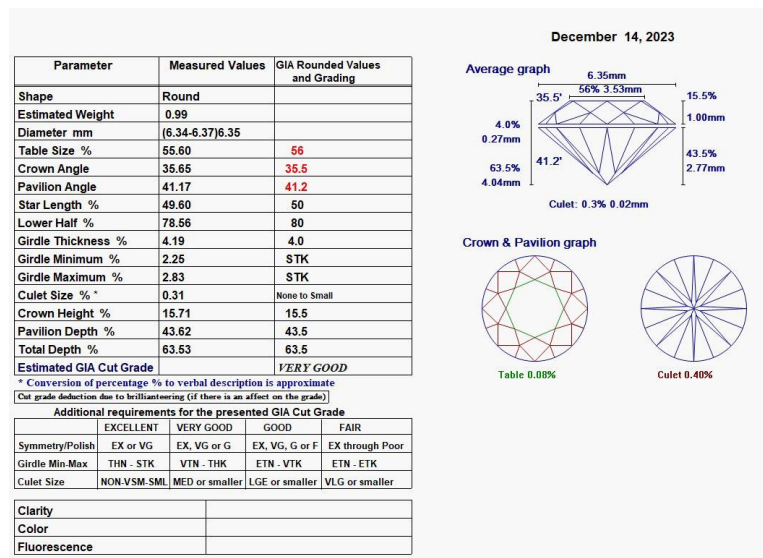 December 14, 2023
Parameter Measured Values GIA Rounded Values and Grading
Shape Round
Estimated Weight 0.99
Diameter mm (6.34-6.37)6.35
Table Size % 55.60 56
Crown Angle 35.65 35.5
Pavilion Angle 41.17 41.2
Star Length % 49.60 50
Lower Half % 78.56 80
Girdle Thickness % 4.19 4.0
Girdle Minimum % 2.25 STK
Girdle Maximum % 2.83 STK
Culet Size % * 0.31 None to Small
Crown Height % 15.71 15.5
Pavilion Depth % 43.62 43.5
Total Depth % 63.53 63.5
Estimated GIA Cut Grade VERY GOOD
* Conversion of percentage % to verbal description is approximate
Cut grade deduction due to brillianteering (if there is an affect on the grade)
Additional requirements for the presented GIA Cut Grade
EXCELLENT VERY GOOD GOOD FAIR
Symmetry/Polish EX or VG EX, VG or G EX, VG, G or F EX through Poor
Girdle Min-Max THN - STK VTN - THK ETN - VTK ETN - ETK
Culet Size NON-VSM-SML MED or smaller LGE or smaller VLG or smaller
Clarity
Color
Fluorescence
Average graph
6.35mm
56% 3.53mm
35.5'
15.5%
1.00mm
4.0%
0.27mm
41.2'
63.5%
4.04mm
43.5%
2.77mm
Culet: 0.3% 0.02mm
Crown & Pavilion graph
Table 0.08%
Culet 0.40%